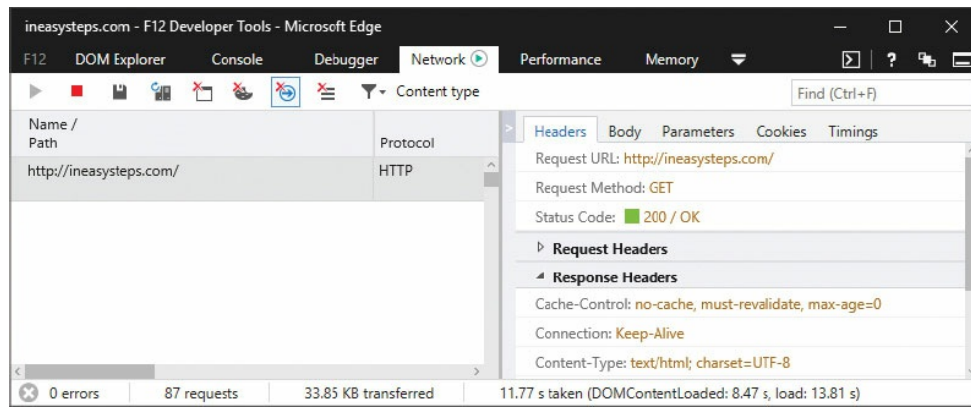 ineasysteps.com - F12 Developer Tools - Microsoft Edge
F12 DOM Explorer Console Debugger Network Performance Memory ?
Content type Find (Ctrl+F)
Name /
Path Protocol
http://ineasysteps.com/ HTTP
Headers Body Parameters Cookies Timings
Request URL: http://ineasysteps.com/
Request Method: GET
Status Code: 200 / OK
Request Headers
Response Headers
Cache-Control: no-cache, must-revalidate, max-age=0
Connection: Keep-Alive
Content-Type: text/html; charset=UTF-8
0 errors 87 requests 33.85 KB transferred 11.77 s taken (DOMContentLoaded: 8.47 s, load: 13.81 s)